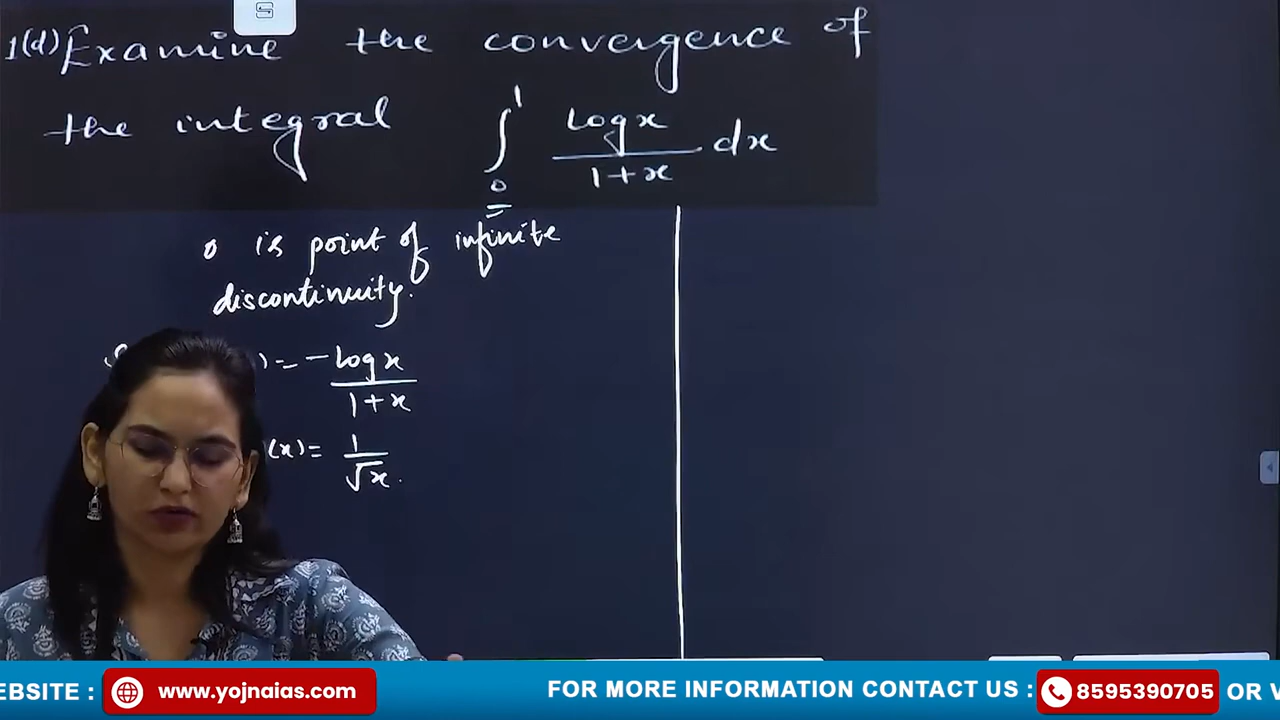 1(d) Examine the convergence of
the integral ∫₀¹ log x / 1+x dx
0 is point of infinite
discontinuity.
) = - log x / 1+x
(x) = 1 / √x.
EBSITE : www.yojnaias.com FOR MORE INFORMATION CONTACT US : 8595390705 OR V